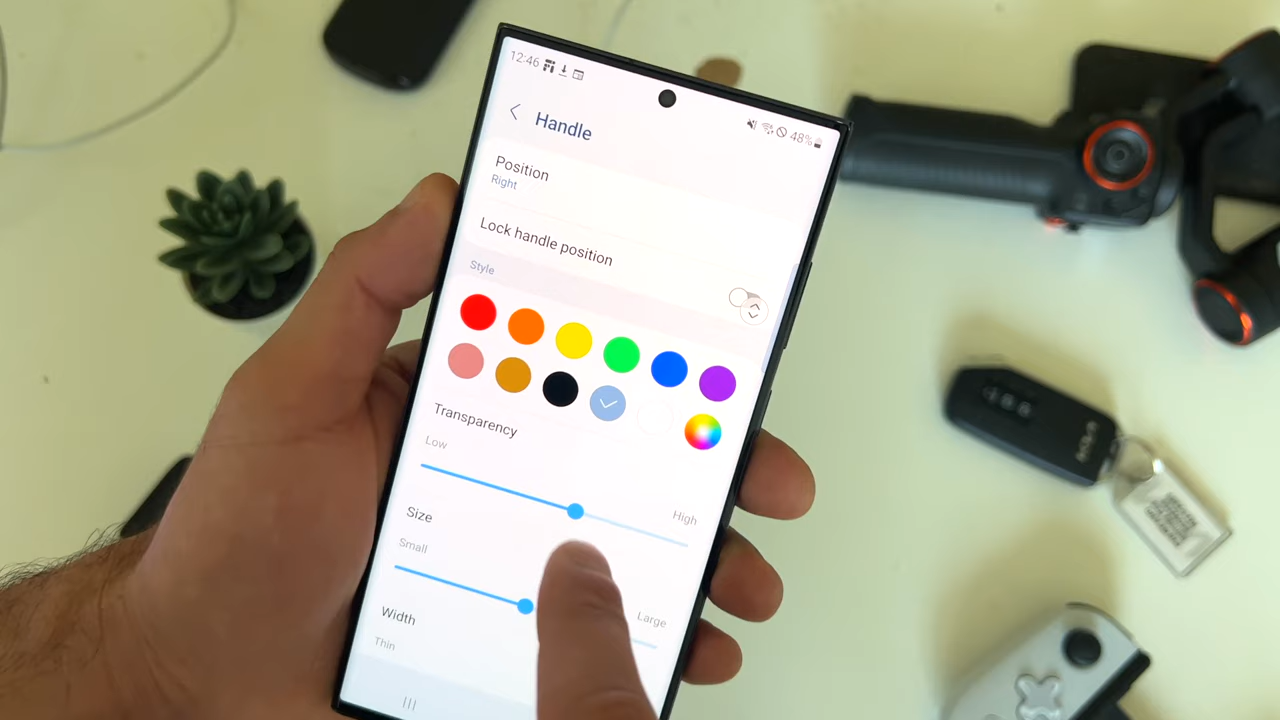 12:46
48%
Handle
Position
Right
Lock handle position
Style
Transparency
Low
High
Size
Small
Large
Width
Thin